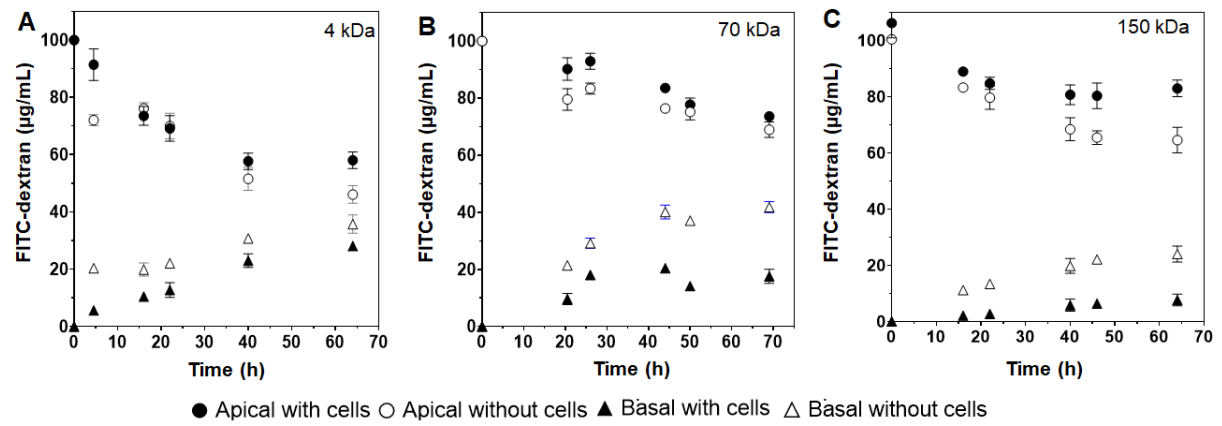 A
4 kDa
FITC-dextran (µg/mL)
100
80
60
40
20
0
0 10 20 30 40 50 60 70
Time (h)
B
70 kDa
FITC-dextran (µg/mL)
100
80
60
40
20
0
0 10 20 30 40 50 60 70
Time (h)
C
150 kDa
FITC-dextran (µg/mL)
100
80
60
40
20
0
0 10 20 30 40 50 60 70
Time (h)
Apical with cells Apical without cells Basal with cells Basal without cells